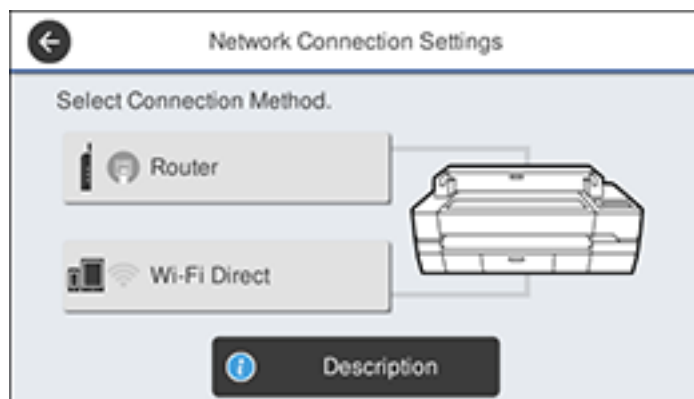 Network Connection Settings
Select Connection Method.
Router
Wi-Fi Direct
Description